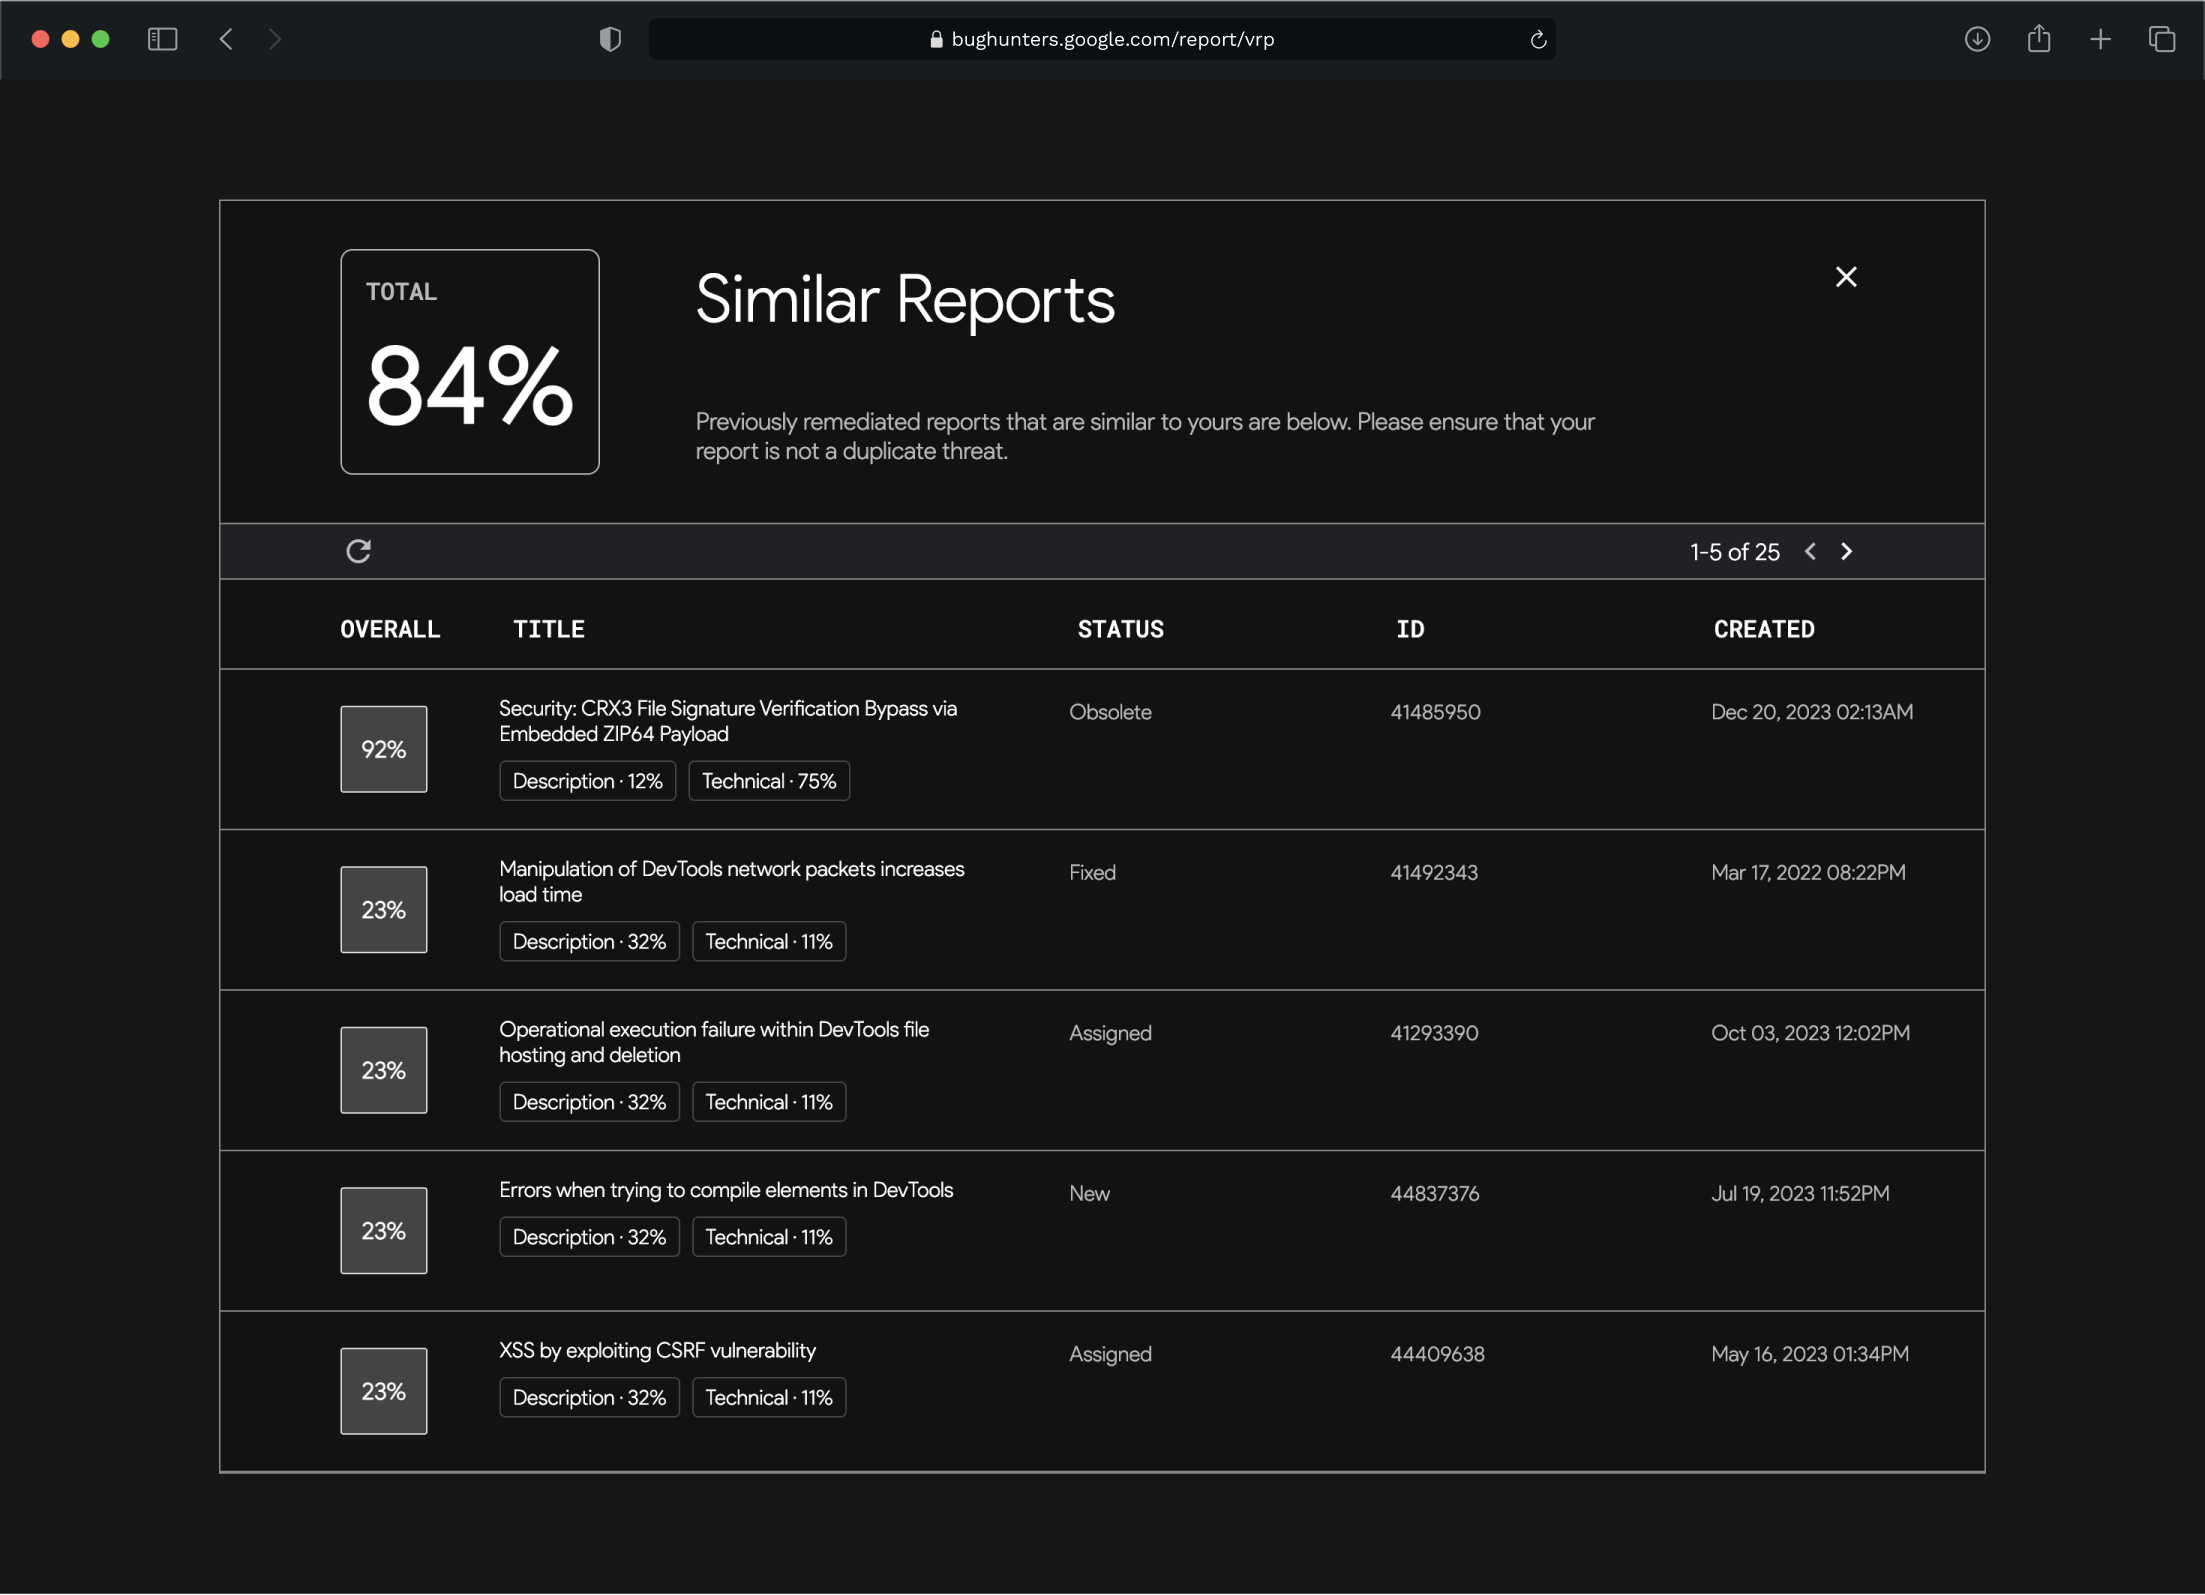 bughunters.google.com/report/vrp
TOTAL
84%
Similar Reports
Previously remediated reports that are similar to yours are below. Please ensure that your
report is not a duplicate threat.
1-5 of 25
OVERALL TITLE STATUS ID CREATED
92%
Security: CRX3 File Signature Verification Bypass via
Embedded ZIP64 Payload
Description · 12% Technical · 75%
Obsolete
41485950
Dec 20, 2023 02:13AM
23%
Manipulation of DevTools network packets increases
load time
Description · 32% Technical · 11%
Fixed
41492343
Mar 17, 2022 08:22PM
23%
Operational execution failure within DevTools file
hosting and deletion
Description · 32% Technical · 11%
Assigned
41293390
Oct 03, 2023 12:02PM
23%
Errors when trying to compile elements in DevTools
Description · 32% Technical · 11%
New
44837376
Jul 19, 2023 11:52PM
23%
XSS by exploiting CSRF vulnerability
Description · 32% Technical · 11%
Assigned
44409638
May 16, 2023 01:34PM